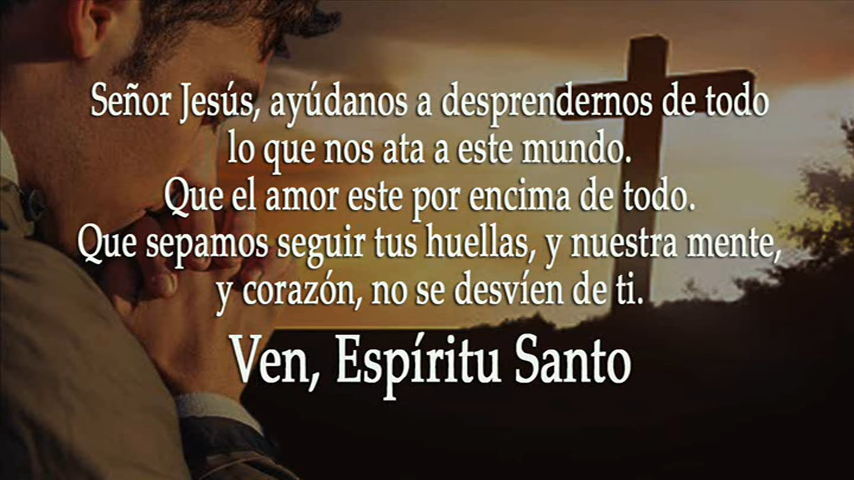 Señor Jesús, ayúdanos a desprendernos de todo
lo que nos ata a este mundo.
Que el amor este por encima de todo.
Que sepamos seguir tus huellas, y nuestra mente,
y corazón, no se desvíen de ti.
Ven, Espíritu Santo